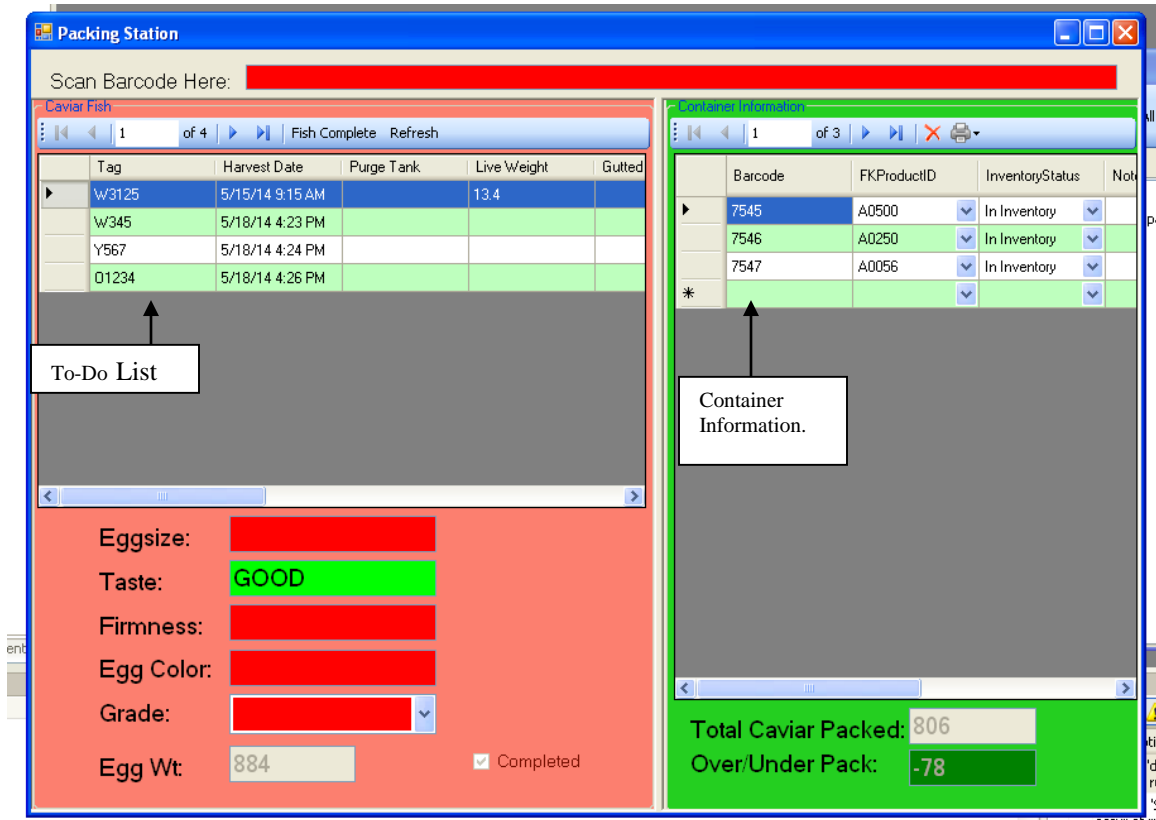 Packing Station
Scan Barcode Here:
Caviar Fish
1 of 4 Fish Complete Refresh
Tag Harvest Date Purge Tank Live Weight Gutted
W3125 5/15/14 9:15 AM 13.4
W345 5/18/14 4:23 PM
Y567 5/18/14 4:24 PM
O1234 5/18/14 4:26 PM
To-Do List
Eggsize:
Taste: GOOD
Firmness:
Egg Color:
Grade:
Egg Wt: 884 Completed
Container Information
1 of 3
Barcode FKProductID InventoryStatus
7545 A0500 In Inventory
7546 A0250 In Inventory
7547 A0056 In Inventory
Container
Information.
Total Caviar Packed: 806
Over/Under Pack: -78